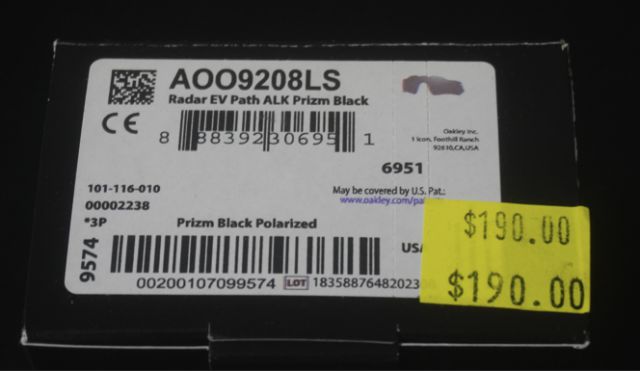 AOO9208LS
Radar EV Path ALK Prizm Black
CE
8 88392 30695 1
Oakley Inc.
1 Icon, Foothill Ranch
92610,CA,USA
6951
101-116-010
May be covered by U.S. Pat.:
00002238
www.oakley.com/pa
*3P
Prizm Black Polarized
$190.00
9574
USA
$190.00
00200107099574 LOT 1835887648202